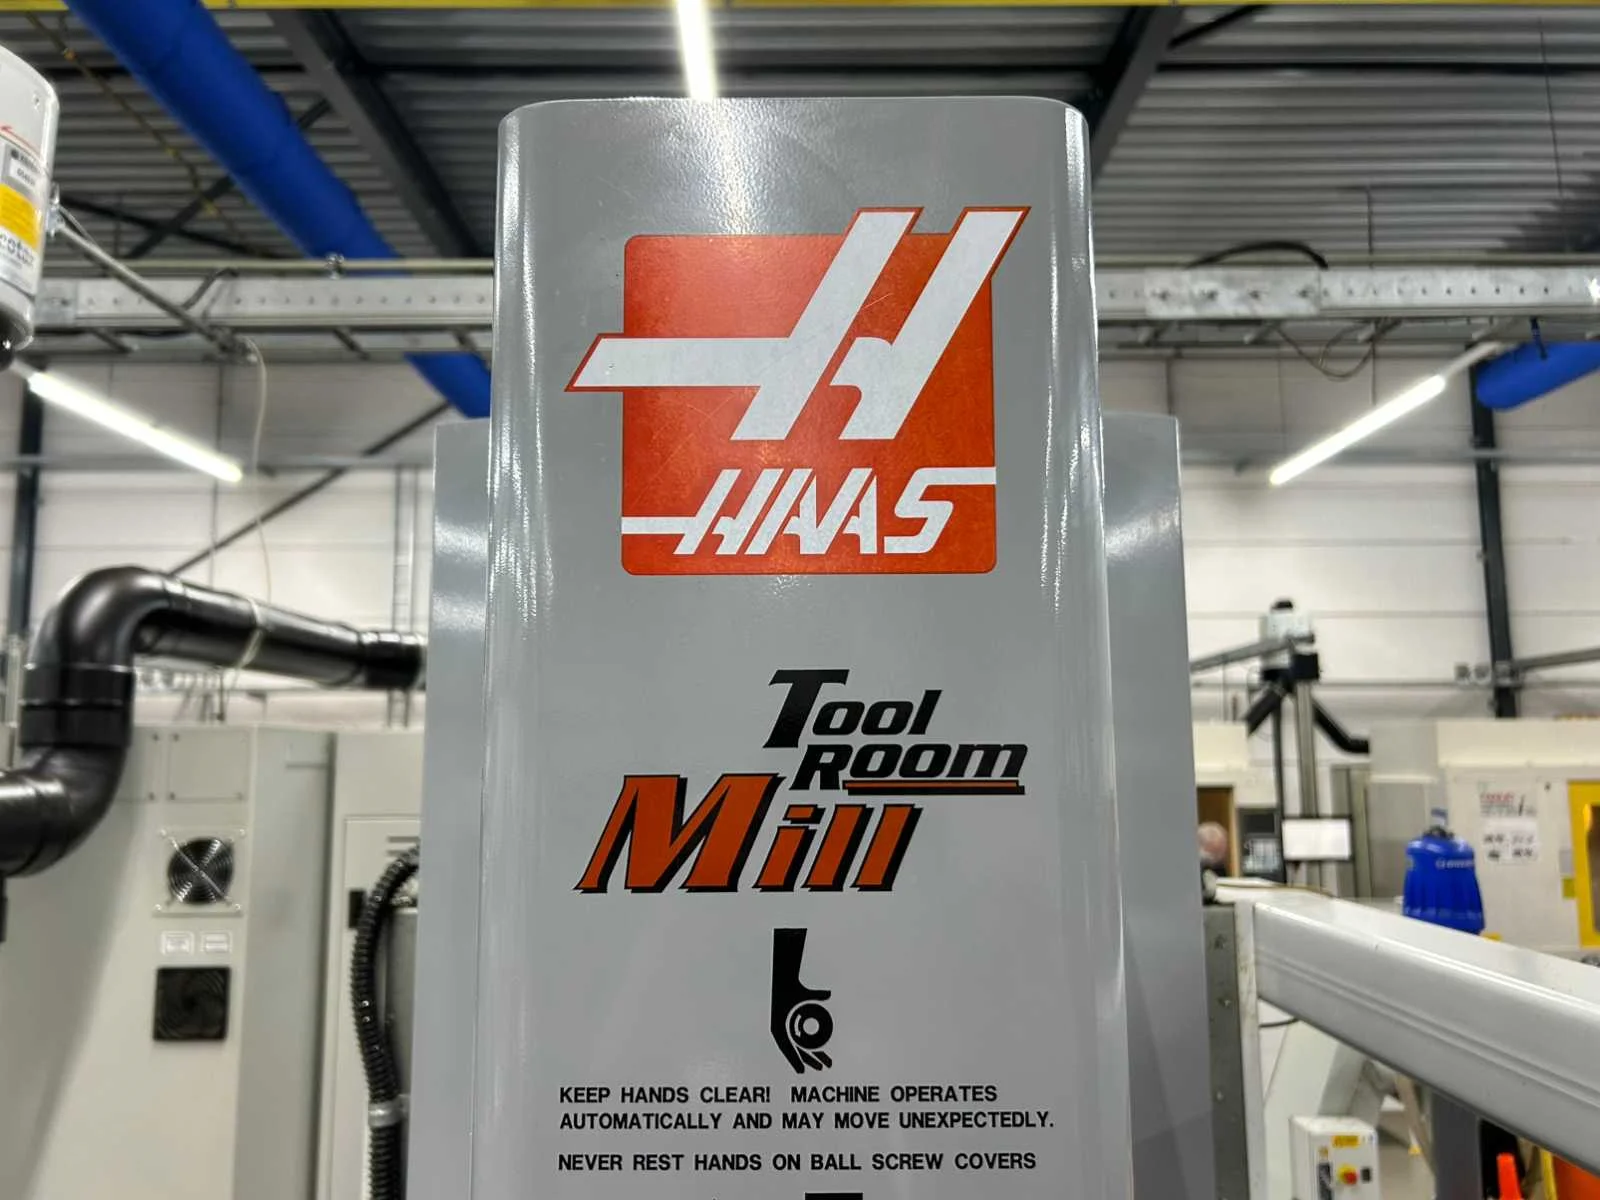 HAAS
Tool
Room
Mill
KEEP HANDS CLEAR! MACHINE OPERATES
AUTOMATICALLY AND MAY MOVE UNEXPECTEDLY.
NEVER REST HANDS ON BALL SCREW COVERS